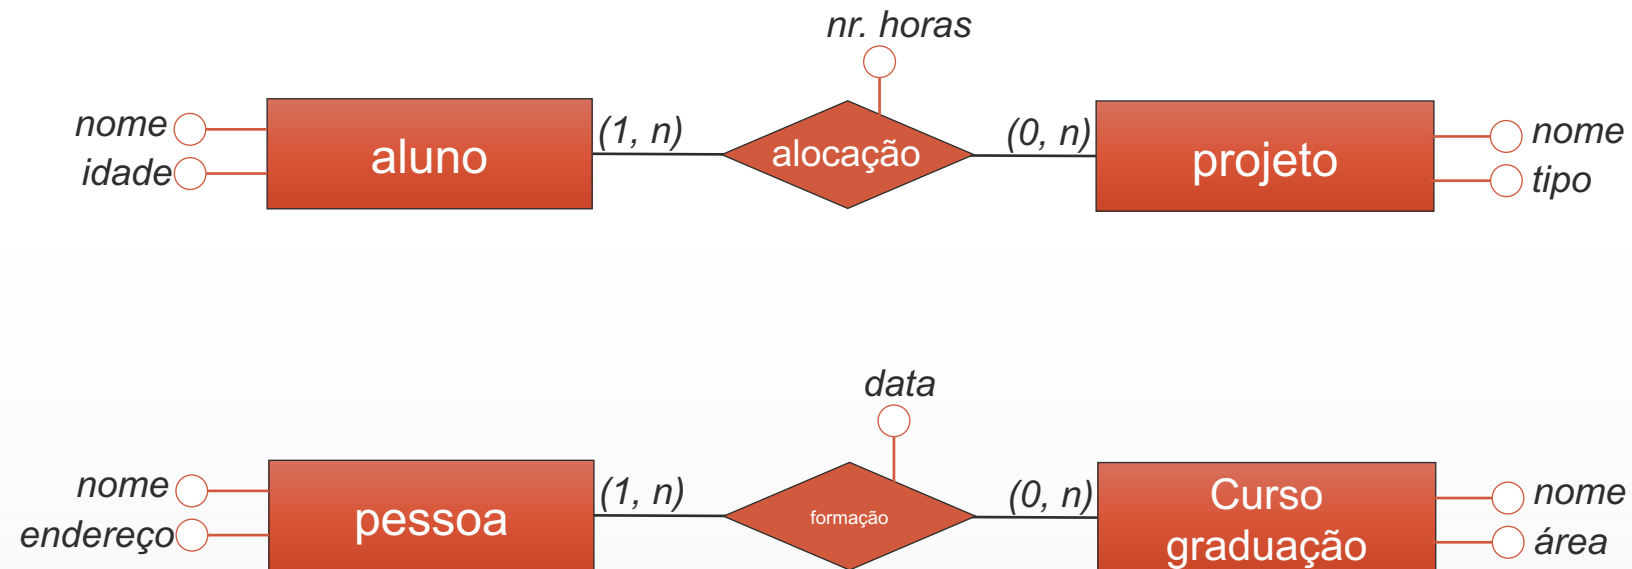 nr. horas
nome
idade
aluno
(1, n)
alocação
(0, n)
projeto
nome
tipo
data
nome
endereço
pessoa
(1, n)
formação
(0, n)
Curso
graduação
nome
área